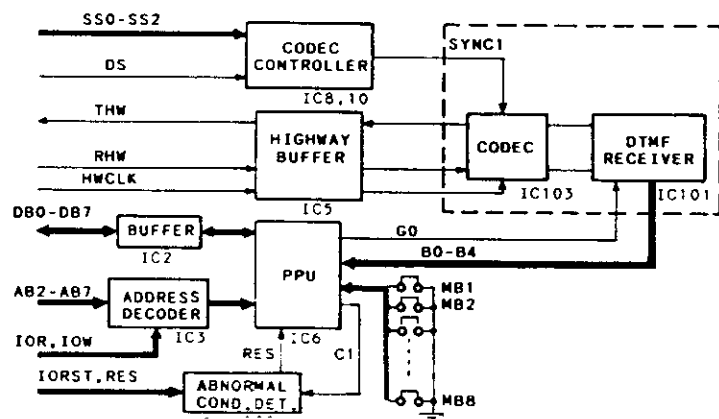 SS0-SS2
DS
CODEC
CONTROLLER
IC8,10
SYNC1
THW
RHW
HWCLK
HIGHWAY
BUFFER
IC5
CODEC
IC103
DTMF
RECEIVER
IC101
DB0-DB7
BUFFER
IC2
PPU
IC6
G0
B0-B4
AB2-AB7
ADDRESS
DECODER
IC3
IOR,IOW
RES
C1
IORST,RES
ABNORMAL
COND.DET.
MB1
MB2
MB8